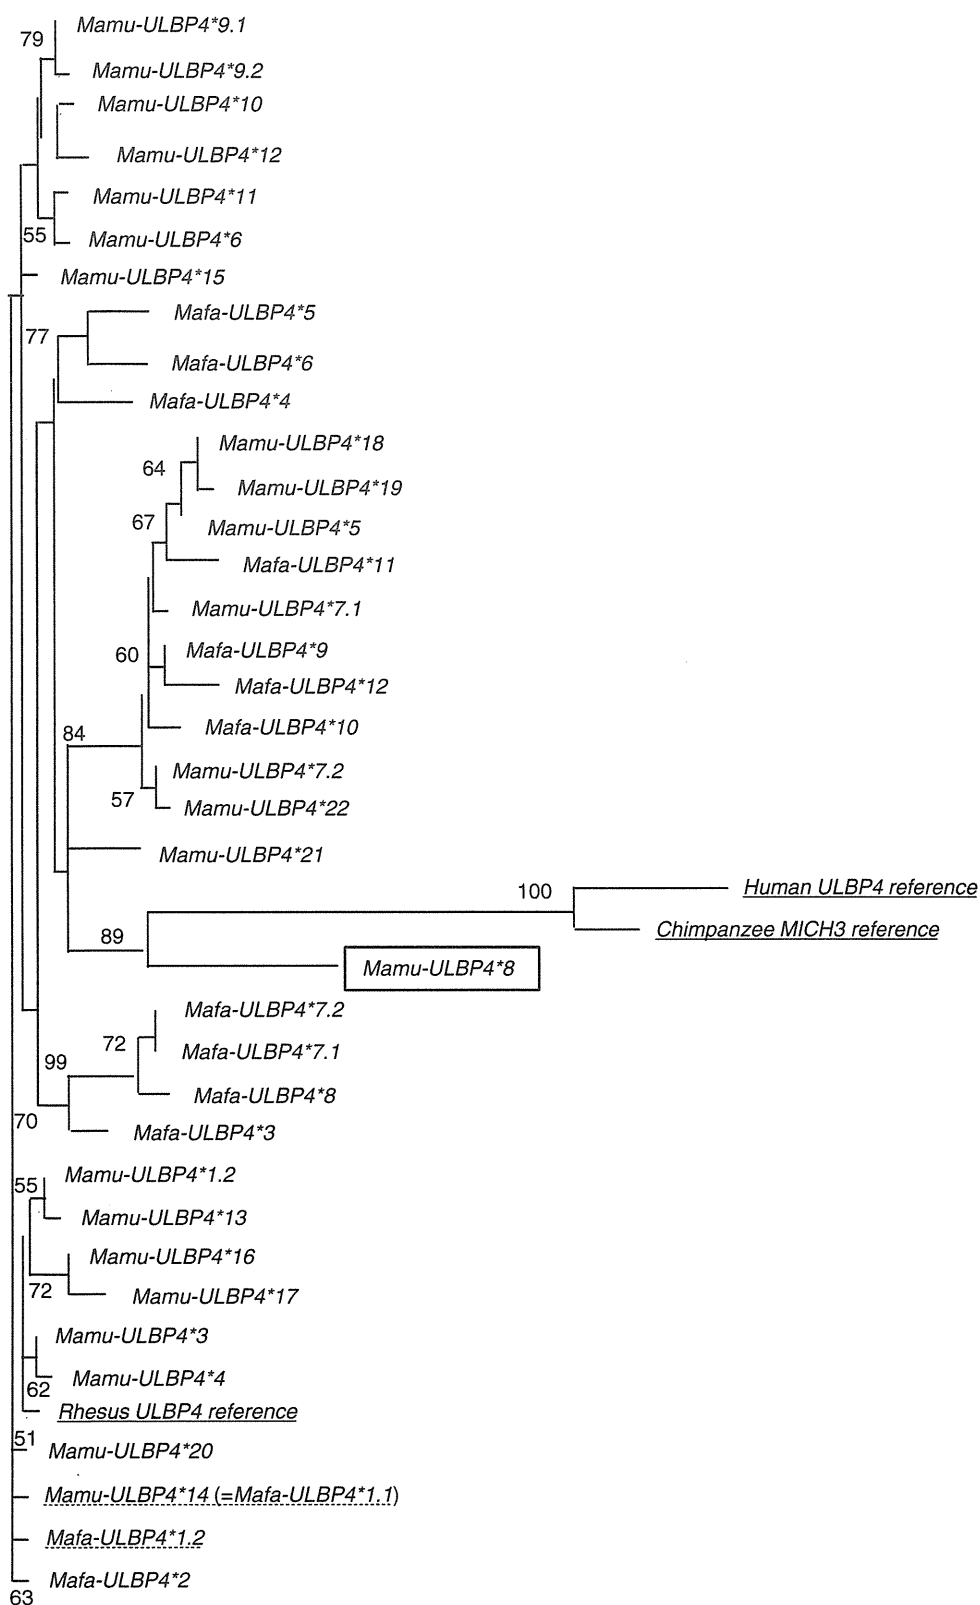 Mamu-ULBP4*9.1
79
Mamu-ULBP4*9.2
Mamu-ULBP4*10
Mamu-ULBP4*12
Mamu-ULBP4*11
55
Mamu-ULBP4*6
Mamu-ULBP4*15
Mafa-ULBP4*5
77
Mafa-ULBP4*6
Mafa-ULBP4*4
Mamu-ULBP4*18
64
Mamu-ULBP4*19
67
Mamu-ULBP4*5
Mafa-ULBP4*11
Mamu-ULBP4*7.1
Mafa-ULBP4*9
60
Mafa-ULBP4*12
Mafa-ULBP4*10
84
Mamu-ULBP4*7.2
57
Mamu-ULBP4*22
Mamu-ULBP4*21
100
Human ULBP4 reference
Chimpanzee MICH3 reference
89
Mamu-ULBP4*8
Mafa-ULBP4*7.2
72
Mafa-ULBP4*7.1
99
Mafa-ULBP4*8
70
Mafa-ULBP4*3
Mamu-ULBP4*1.2
55
Mamu-ULBP4*13
Mamu-ULBP4*16
72
Mamu-ULBP4*17
Mamu-ULBP4*3
Mamu-ULBP4*4
62
Rhesus ULBP4 reference
51
Mamu-ULBP4*20
Mamu-ULBP4*14 (=Mafa-ULBP4*1.1)
Mafa-ULBP4*1.2
Mafa-ULBP4*2
63